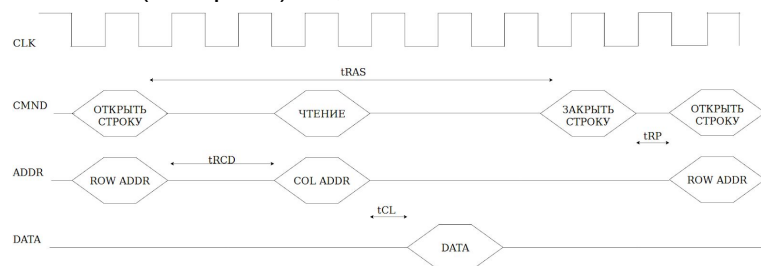 CLK
tRAS
CMND
ОТКРЫТЬ
СТРОКУ
ЧТЕНИЕ
ЗАКРЫТЬ
СТРОКУ
ОТКРЫТЬ
СТРОКУ
tRP
tRCD
ADDR
ROW ADDR
COL ADDR
ROW ADDR
tCL
DATA
DATA